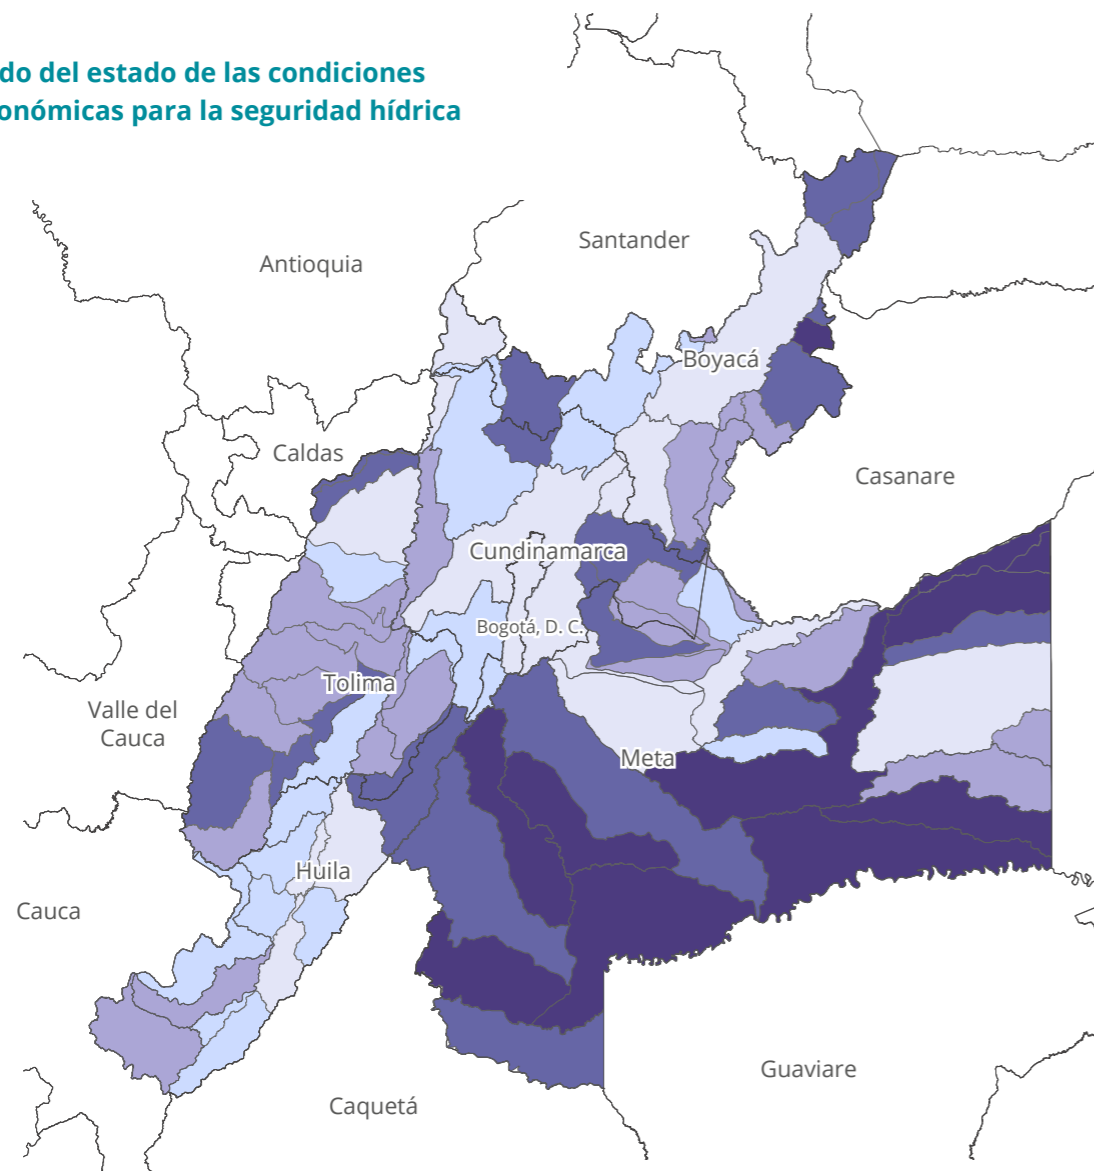 do del estado de las condiciones
onómicas para la seguridad hídrica
Santander
Antioquia
Boyacá
Caldas
Casanare
Cundinamarca
Bogotá, D. C.
Tolima
Valle del
Cauca
Meta
Huila
Cauca
Guaviare
Caquetá